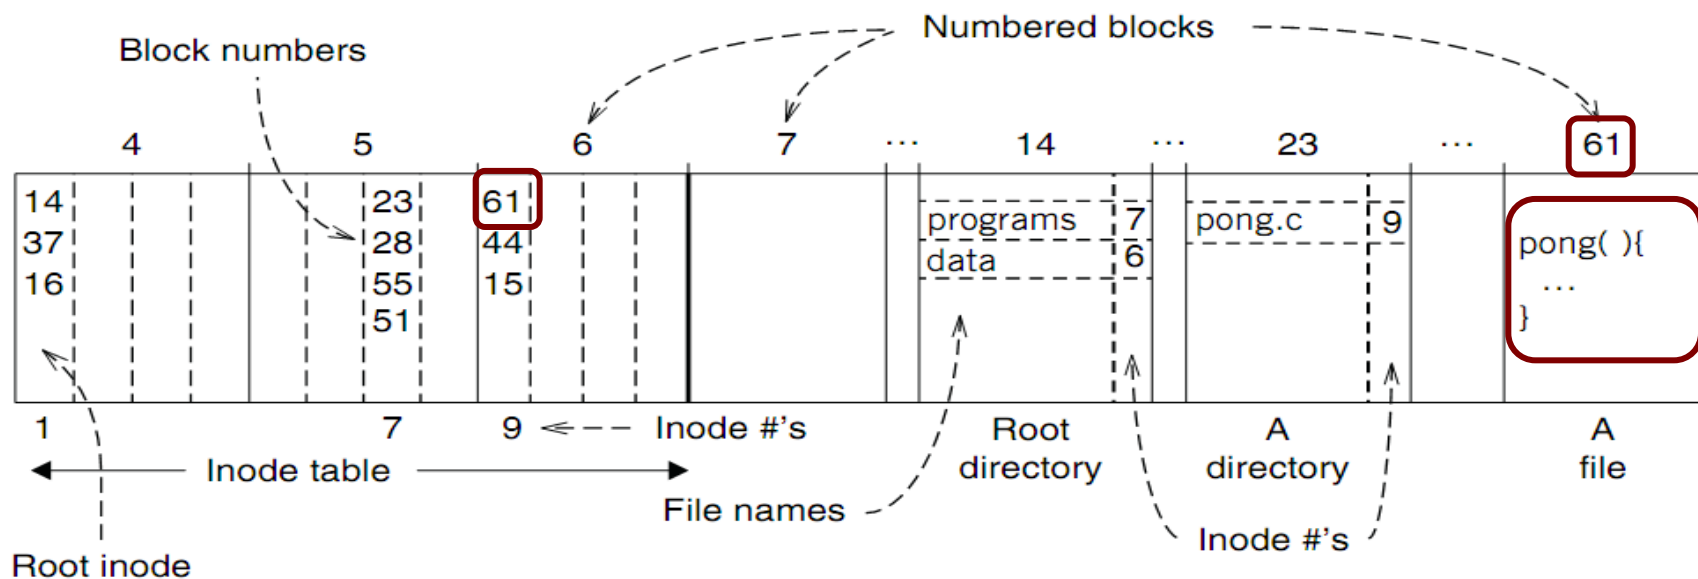 Numbered blocks
Block numbers
4 5 6 7 ... 14 ... 23 ... 61
14 23 61
programs 7 pong.c 9
37 28 44
pong( ){
data 6
16 55 15
...
51
}
1 7 9 Inode #'s Root A A
directory directory file
Inode table
File names
Inode #'s
Root inode